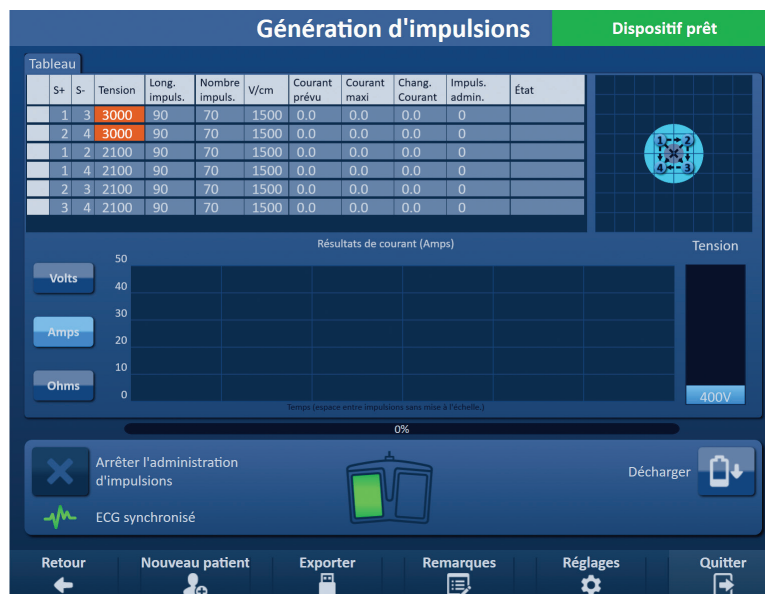 Génération d'impulsions
Dispositif prêt
Tableau
S+ S- Tension Long. impuls. Nombre impuls. V/cm Courant prévu Courant maxi Chang. Courant Impuls. admin. État
1 3 3000 90 70 1500 0.0 0.0 0.0 0
2 4 3000 90 70 1500 0.0 0.0 0.0 0
1 2 2100 90 70 1500 0.0 0.0 0.0 0
1 4 2100 90 70 1500 0.0 0.0 0.0 0
2 3 2100 90 70 1500 0.0 0.0 0.0 0
3 4 2100 90 70 1500 0.0 0.0 0.0 0
1 2
4 3
Résultats de courant (Amps)
Tension
Volts
Amps
Ohms
50
40
30
20
10
0
400V
Temps (espace entre impulsions sans mise à l'échelle.)
0%
Arrêter l'administration
d'impulsions
Décharger
ECG synchronisé
Retour Nouveau patient Exporter Remarques Réglages Quitter